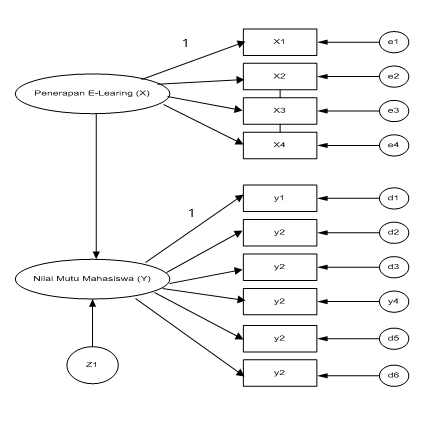 1
X1
e1
X2
e2
Penerapan E-Learing (X)
X3
e3
X4
e4
1
y1
d1
y2
d2
y2
d3
Nilai Mutu Mahasiswa (Y)
y2
y4
y2
d5
Z1
y2
d6